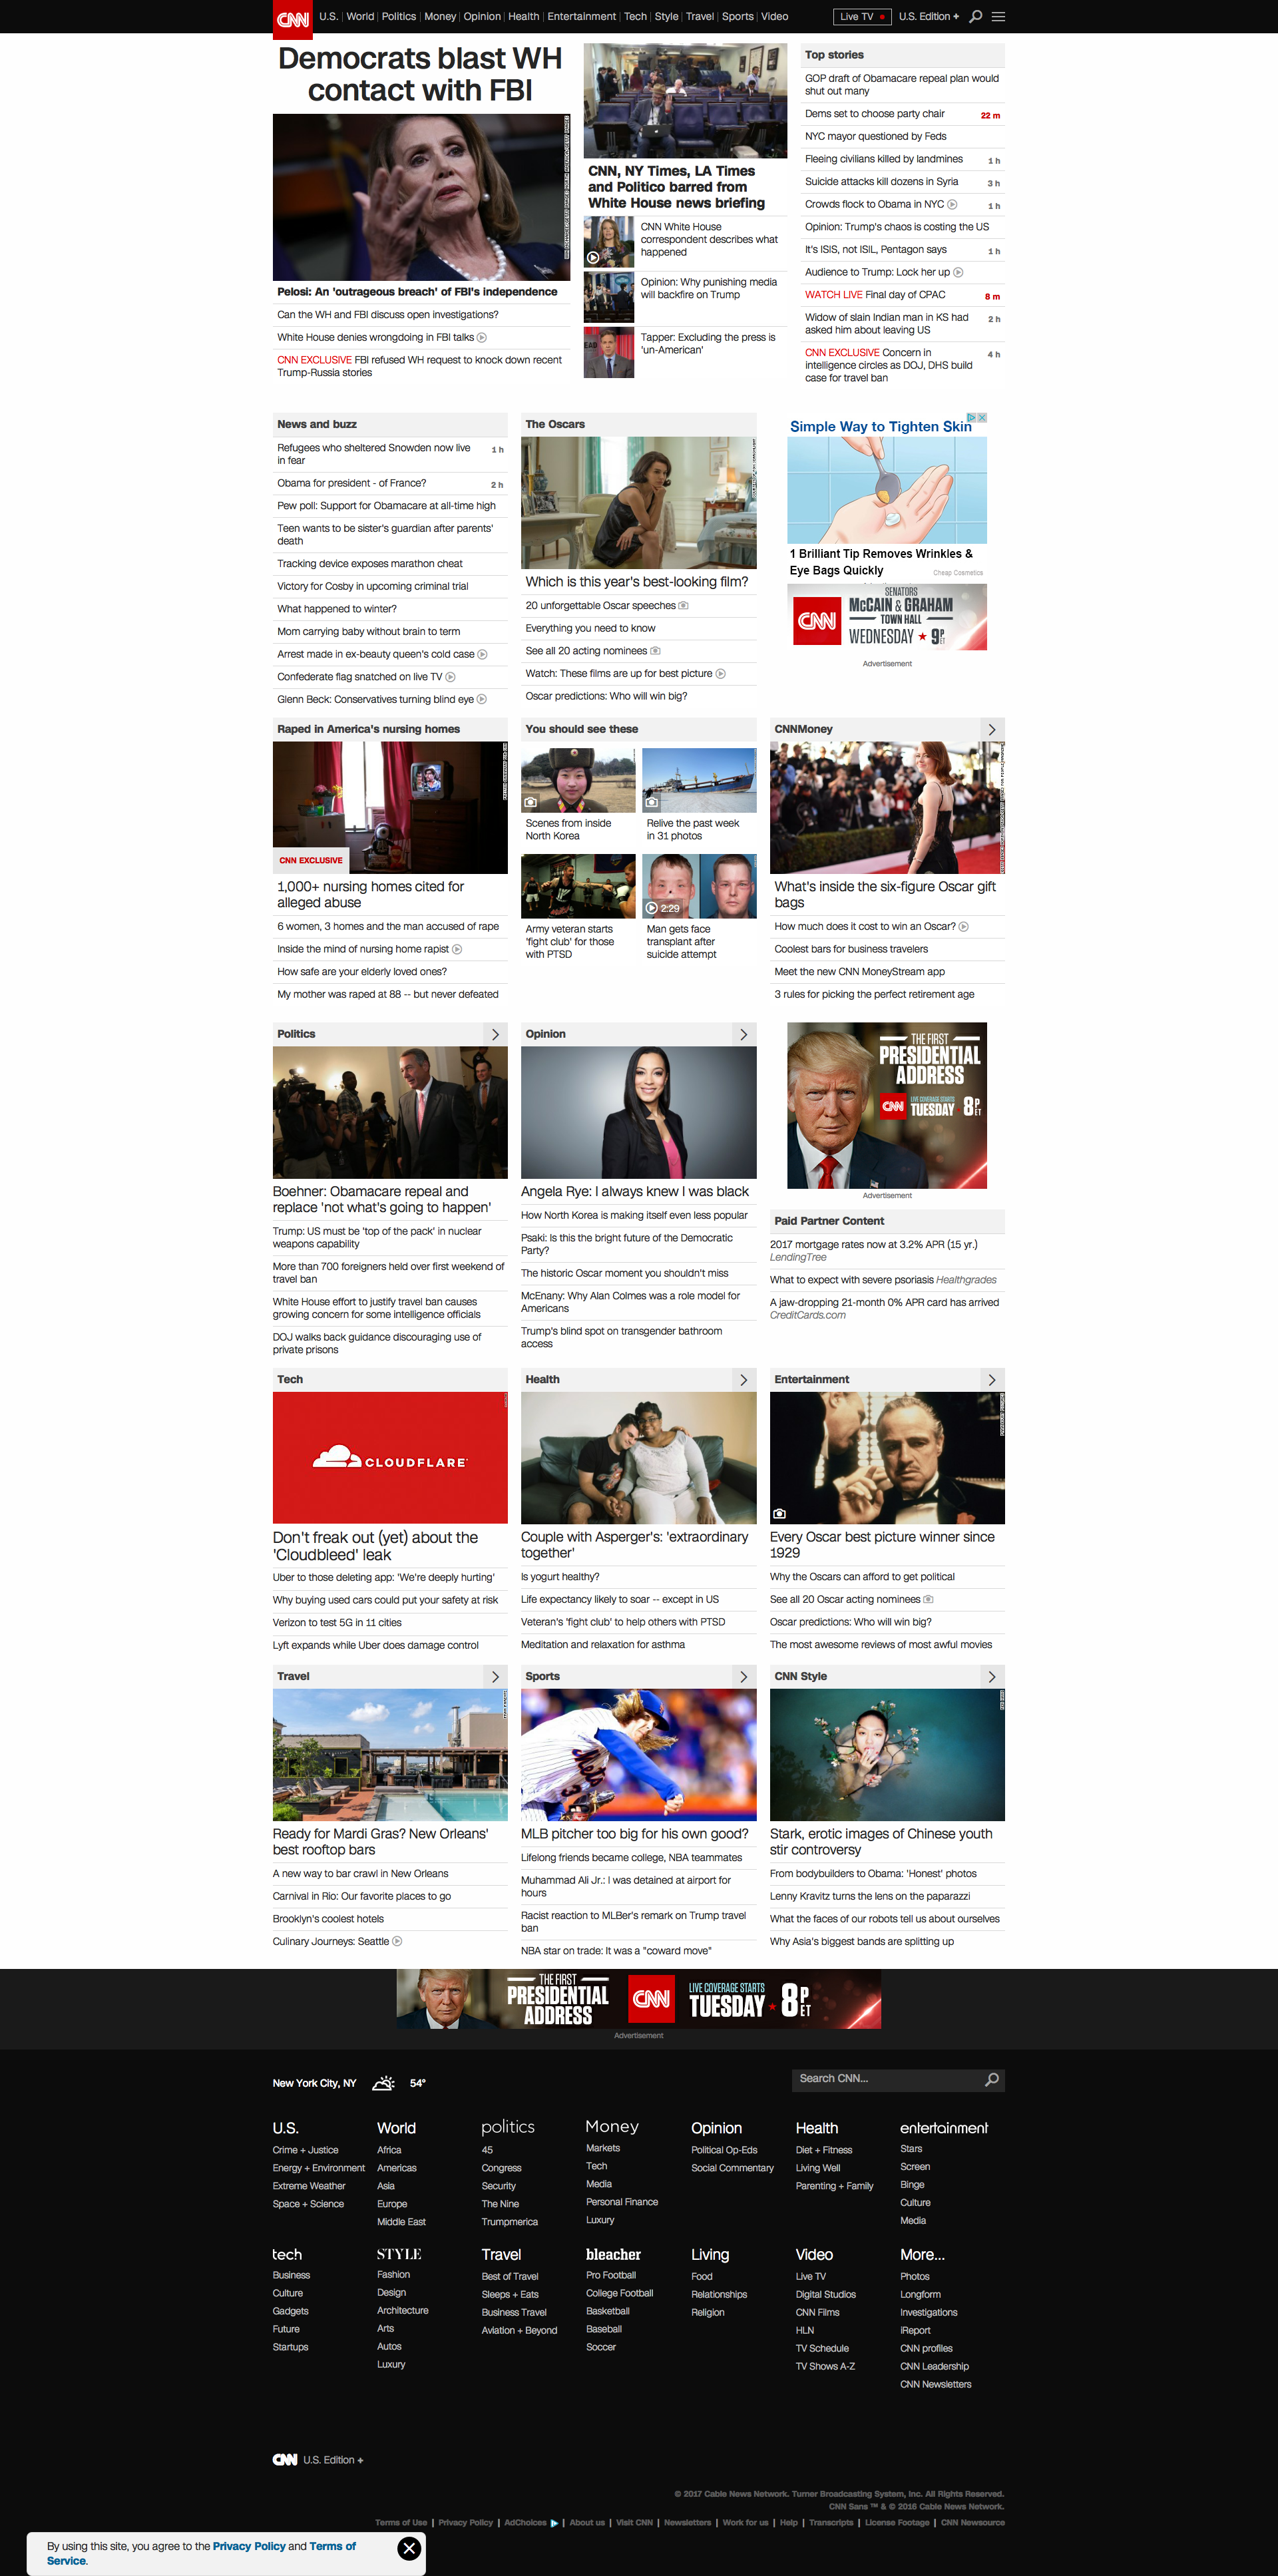 CNN
U.S. World Politics Money Opinion Health Entertainment Tech Style Travel Sports Video
Live TV
U.S. Edition +
Democrats blast WH
contact with FBI
Pelosi: An 'outrageous breach' of FBI's independence
Can the WH and FBI discuss open investigations?
White House denies wrongdoing in FBI talks
CNN EXCLUSIVE FBI refused WH request to knock down recent
Trump-Russia stories
CNN, NY Times, LA Times
and Politico barred from
White House news briefing
CNN White House
correspondent describes what
happened
Opinion: Why punishing media
will backfire on Trump
EAD
Tapper: Excluding the press is
'un-American'
Top stories
GOP draft of Obamacare repeal plan would
shut out many
Dems set to choose party chair 22 m
NYC mayor questioned by Feds
Fleeing civilians killed by landmines 1 h
Suicide attacks kill dozens in Syria 3 h
Crowds flock to Obama in NYC 1 h
Opinion: Trump's chaos is costing the US
It's ISIS, not ISIL, Pentagon says 1 h
Audience to Trump: Lock her up
WATCH LIVE Final day of CPAC 8 m
Widow of slain Indian man in KS had 2 h
asked him about leaving US
CNN EXCLUSIVE Concern in 4 h
intelligence circles as DOJ, DHS build
case for travel ban
News and buzz
Refugees who sheltered Snowden now live 1 h
in fear
Obama for president - of France? 2 h
Pew poll: Support for Obamacare at all-time high
Teen wants to be sister's guardian after parents'
death
Tracking device exposes marathon cheat
Victory for Cosby in upcoming criminal trial
What happened to winter?
Mom carrying baby without brain to term
Arrest made in ex-beauty queen's cold case
Confederate flag snatched on live TV
Glenn Beck: Conservatives turning blind eye
The Oscars
Which is this year's best-looking film?
20 unforgettable Oscar speeches
Everything you need to know
See all 20 acting nominees
Watch: These films are up for best picture
Oscar predictions: Who will win big?
Simple Way to Tighten Skin
1 Brilliant Tip Removes Wrinkles &
Eye Bags Quickly
Cheap Cosmetics
CNN
SENATORS
McCAIN & GRAHAM
TOWN HALL
WEDNESDAY 9P ET
Advertisement
Raped in America's nursing homes
CNN EXCLUSIVE
1,000+ nursing homes cited for
alleged abuse
6 women, 3 homes and the man accused of rape
Inside the mind of nursing home rapist
How safe are your elderly loved ones?
My mother was raped at 88 -- but never defeated
You should see these
Scenes from inside
North Korea
Relive the past week
in 31 photos
2:29
Army veteran starts
'fight club' for those
with PTSD
Man gets face
transplant after
suicide attempt
CNNMoney
What's inside the six-figure Oscar gift
bags
How much does it cost to win an Oscar?
Coolest bars for business travelers
Meet the new CNN MoneyStream app
3 rules for picking the perfect retirement age
Politics
Boehner: Obamacare repeal and
replace 'not what's going to happen'
Trump: US must be 'top of the pack' in nuclear
weapons capability
More than 700 foreigners held over first weekend of
travel ban
White House effort to justify travel ban causes
growing concern for some intelligence officials
DOJ walks back guidance discouraging use of
private prisons
Opinion
Angela Rye: I always knew I was black
How North Korea is making itself even less popular
Psaki: Is this the bright future of the Democratic
Party?
The historic Oscar moment you shouldn't miss
McEnany: Why Alan Colmes was a role model for
Americans
Trump's blind spot on transgender bathroom
access
THE FIRST
PRESIDENTIAL
ADDRESS
CNN
LIVE COVERAGE STARTS
TUESDAY 8P ET
Advertisement
Paid Partner Content
2017 mortgage rates now at 3.2% APR (15 yr.)
LendingTree
What to expect with severe psoriasis Healthgrades
A jaw-dropping 21-month 0% APR card has arrived
CreditCards.com
Tech
CLOUDFLARE
Don't freak out (yet) about the
'Cloudbleed' leak
Uber to those deleting app: 'We're deeply hurting'
Why buying used cars could put your safety at risk
Verizon to test 5G in 11 cities
Lyft expands while Uber does damage control
Health
Couple with Asperger's: 'extraordinary
together'
Is yogurt healthy?
Life expectancy likely to soar -- except in US
Veteran's 'fight club' to help others with PTSD
Meditation and relaxation for asthma
Entertainment
Every Oscar best picture winner since
1929
Why the Oscars can afford to get political
See all 20 Oscar acting nominees
Oscar predictions: Who will win big?
The most awesome reviews of most awful movies
Travel
Ready for Mardi Gras? New Orleans'
best rooftop bars
A new way to bar crawl in New Orleans
Carnival in Rio: Our favorite places to go
Brooklyn's coolest hotels
Culinary Journeys: Seattle
Sports
Mets
MLB pitcher too big for his own good?
Lifelong friends became college, NBA teammates
Muhammad Ali Jr.: I was detained at airport for
hours
Racist reaction to MLBer's remark on Trump travel
ban
NBA star on trade: It was a "coward move"
CNN Style
Stark, erotic images of Chinese youth
stir controversy
From bodybuilders to Obama: 'Honest' photos
Lenny Kravitz turns the lens on the paparazzi
What the faces of our robots tell us about ourselves
Why Asia's biggest bands are splitting up
THE FIRST
PRESIDENTIAL
ADDRESS
CNN
LIVE COVERAGE STARTS
TUESDAY 8P ET
Advertisement
New York City, NY 54°
Search CNN...
U.S.
Crime + Justice
Energy + Environment
Extreme Weather
Space + Science
World
Africa
Americas
Asia
Europe
Middle East
politics
45
Congress
Security
The Nine
Trumpmerica
Money
Markets
Tech
Media
Personal Finance
Luxury
Opinion
Political Op-Eds
Social Commentary
Health
Diet + Fitness
Living Well
Parenting + Family
entertainment
Stars
Screen
Binge
Culture
Media
tech
Business
Culture
Gadgets
Future
Startups
STYLE
Fashion
Design
Architecture
Arts
Autos
Luxury
Travel
Best of Travel
Sleeps + Eats
Business Travel
Aviation + Beyond
bleacher
Pro Football
College Football
Basketball
Baseball
Soccer
Living
Food
Relationships
Religion
Video
Live TV
Digital Studios
CNN Films
HLN
TV Schedule
TV Shows A-Z
More...
Photos
Longform
Investigations
iReport
CNN profiles
CNN Leadership
CNN Newsletters
CNN U.S. Edition +
© 2017 Cable News Network. Turner Broadcasting System, Inc. All Rights Reserved.
CNN Sans ™ & © 2016 Cable News Network.
Terms of Use | Privacy Policy | AdChoices | About us | Visit CNN | Newsletters | Work for us | Help | Transcripts | License Footage | CNN Newsource
By using this site, you agree to the Privacy Policy and Terms of
Service.